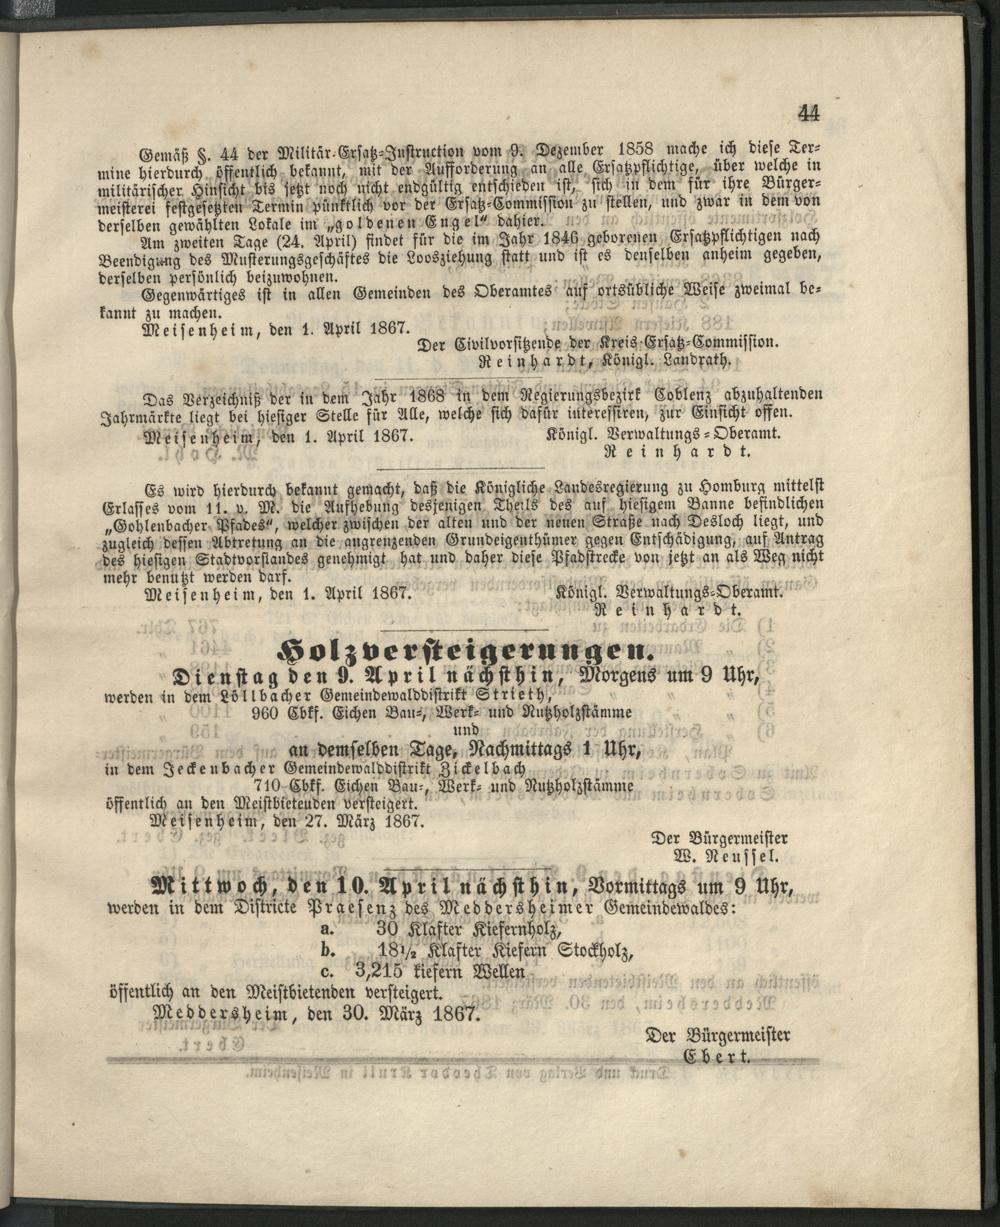 44
Gemäß §. 44 der Militär-Ersatz-Instruction vom 9. Dezember 1858 mache ich diese Ter-
mine hierdurch öffentlich bekannt, mit der Aufforderung an alle Ersatzpflichtige, über welche in
militärischer Hinsicht bis jetzt noch nicht endgültig entschieden ist, sich in dem für ihre Bürger-
meisterei festgesetzten Termin pünktlich vor der Ersatz-Commission zu stellen, und zwar in dem von
derselben gewählten Lokale im „goldenen Engel“ dahier.
Am zweiten Tage (24. April) findet für die im Jahr 1846 geborenen Ersatzpflichtigen nach
Beendigung des Musterungsgeschäftes die Loosziehung statt und ist es denselben anheim gegeben,
derselben persönlich beizuwohnen.
Gegenwärtiges ist in allen Gemeinden des Oberamtes auf ortsübliche Weise zweimal be-
kannt zu machen.
Meisenheim, den 1. April 1867.
Der Civilvorsitzende der Kreis-Ersatz-Commission.
Reinhardt, Königl. Landrath.
Das Verzeichniß der in dem Jahr 1868 in dem Regierungsbezirk Coblenz abzuhaltenden
Jahrmärkte liegt bei hiesiger Stelle für Alle, welche sich dafür interessiren, zur Einsicht offen.
Meisenheim, den 1. April 1867. Königl. Verwaltungs-Oberamt.
Reinhardt.
Es wird hierdurch bekannt gemacht, daß die Königliche Landesregierung zu Homburg mittelst
Erlasses vom 11. v. M. die Aufhebung desjenigen Theils des auf hiesigem Banne befindlichen
„Gohlenbacher Pfades“, welcher zwischen der alten und der neuen Straße nach Desloch liegt, und
zugleich dessen Abtretung an die angrenzenden Grundeigenthümer gegen Entschädigung, auf Antrag
des hiesigen Stadtvorstandes genehmigt hat und daher diese Pfadstrecke von jetzt an als Weg nicht
mehr benutzt werden darf.
Meisenheim, den 1. April 1867. Königl. Verwaltungs-Oberamt.
Reinhardt.
Holzversteigerungen.
Dienstag den 9. April nächsthin, Morgens um 9 Uhr,
werden in dem Löllbacher Gemeindewalddistrikt Strieth,
960 Cbkf. Eichen Bau-, Werk- und Nutzholzstämme
und
an demselben Tage, Nachmittags 1 Uhr,
in dem Jeckenbacher Gemeindewalddistrikt Zickelbach
710 Cbkf. Eichen Bau-, Werk- und Nutzholzstämme
öffentlich an den Meistbietenden versteigert.
Meisenheim, den 27. März 1867.
Der Bürgermeister
W. Neussel.
Mittwoch, den 10. April nächsthin, Vormittags um 9 Uhr,
werden in dem Districte Praesenz des Meddersheimer Gemeindewaldes:
a. 30 Klafter Kiefernholz,
b. 18½ Klafter Kiefern Stockholz,
c. 3,215 kiefern Wellen
öffentlich an den Meistbietenden versteigert.
Meddersheim, den 30. März 1867.
Der Bürgermeister
Ebert.